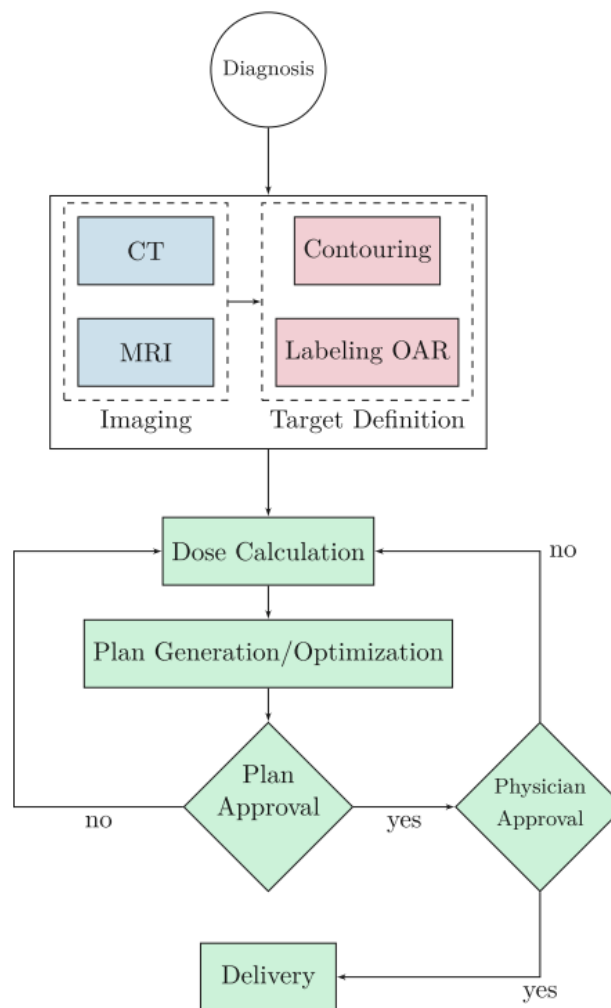 Diagnosis
CT
Contouring
MRI
Labeling OAR
Imaging
Target Definition
Dose Calculation
no
Plan Generation/Optimization
Plan
Approval
Physician
Approval
no
yes
Delivery
yes